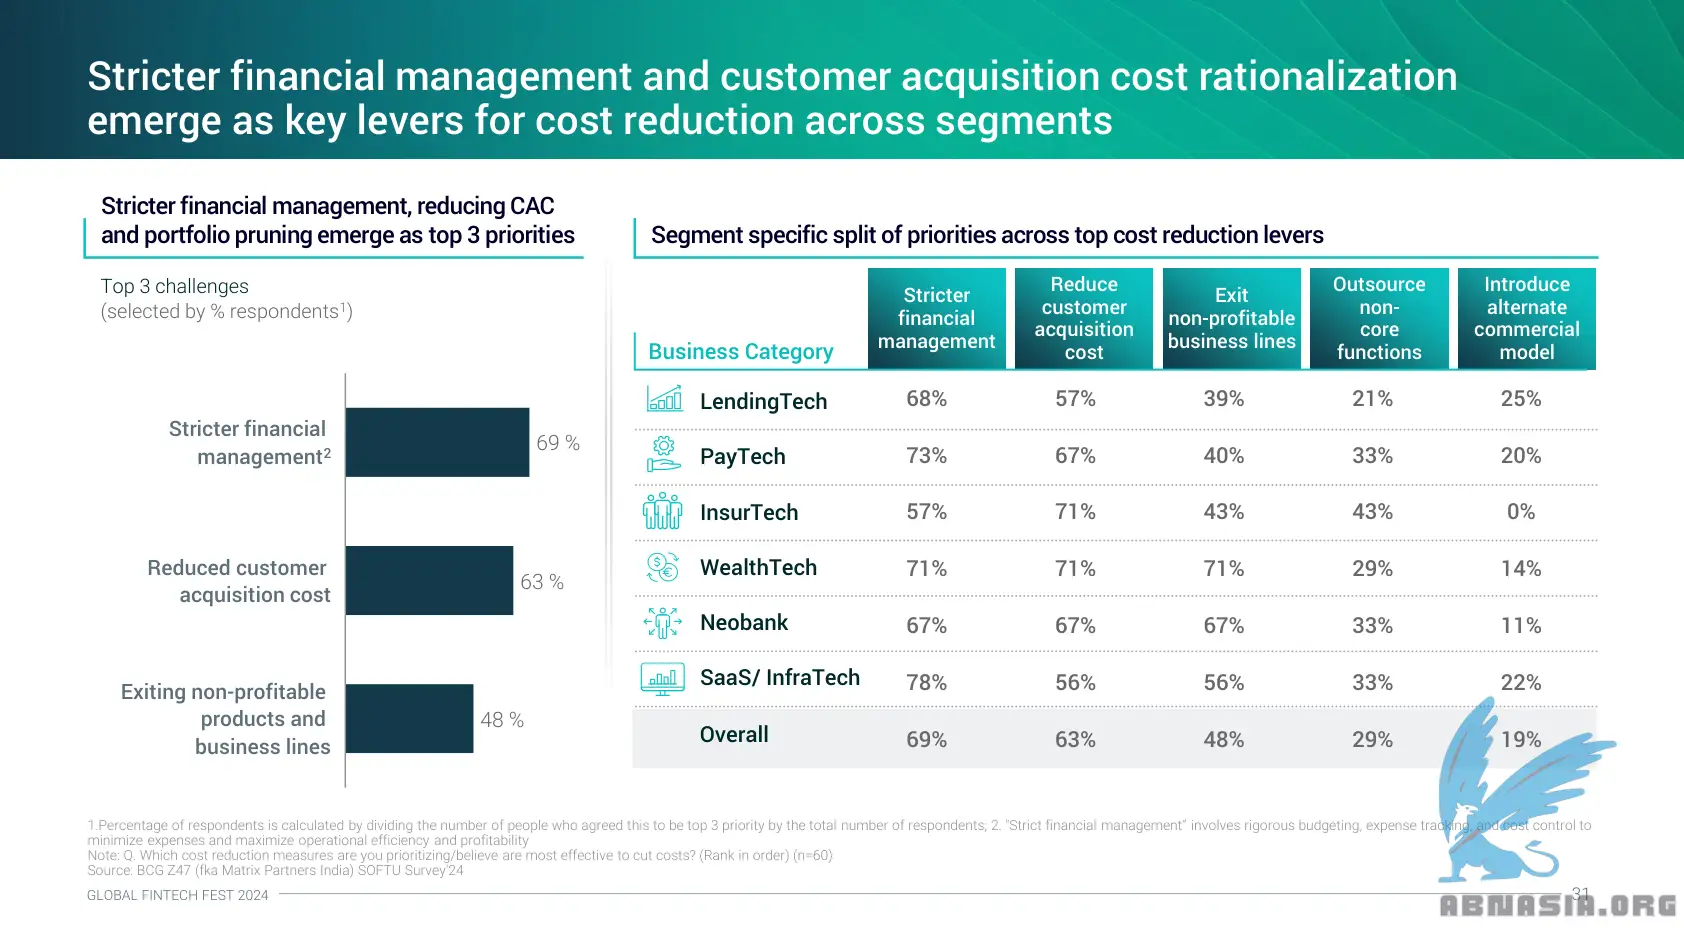 Stricter financial management and customer acquisition cost rationalization
emerge as key levers for cost reduction across segments
Stricter financial management, reducing CAC
and portfolio pruning emerge as top 3 priorities
Top 3 challenges
(selected by % respondents¹)
Stricter financial
management²
69 %
Reduced customer
acquisition cost
63 %
Exiting non-profitable
products and
business lines
48 %
Segment specific split of priorities across top cost reduction levers
Business Category
Stricter
financial
management
Reduce
customer
acquisition
cost
Exit
non-profitable
business lines
Outsource
non-
core
functions
Introduce
alternate
commercial
model
LendingTech 68% 57% 39% 21% 25%
PayTech 73% 67% 40% 33% 20%
InsurTech 57% 71% 43% 43% 0%
WealthTech 71% 71% 71% 29% 14%
Neobank 67% 67% 67% 33% 11%
SaaS/ InfraTech 78% 56% 56% 33% 22%
Overall 69% 63% 48% 29% 19%
1.Percentage of respondents is calculated by dividing the number of people who agreed this to be top 3 priority by the total number of respondents; 2. "Strict financial management" involves rigorous budgeting, expense tracking, and cost control to
minimize expenses and maximize operational efficiency and profitability
Note: Q. Which cost reduction measures are you prioritizing/believe are most effective to cut costs? (Rank in order) (n=60)
Source: BCG Z47 (fka Matrix Partners India) SOFTU Survey'24
GLOBAL FINTECH FEST 2024
31
ABNASIA.ORG